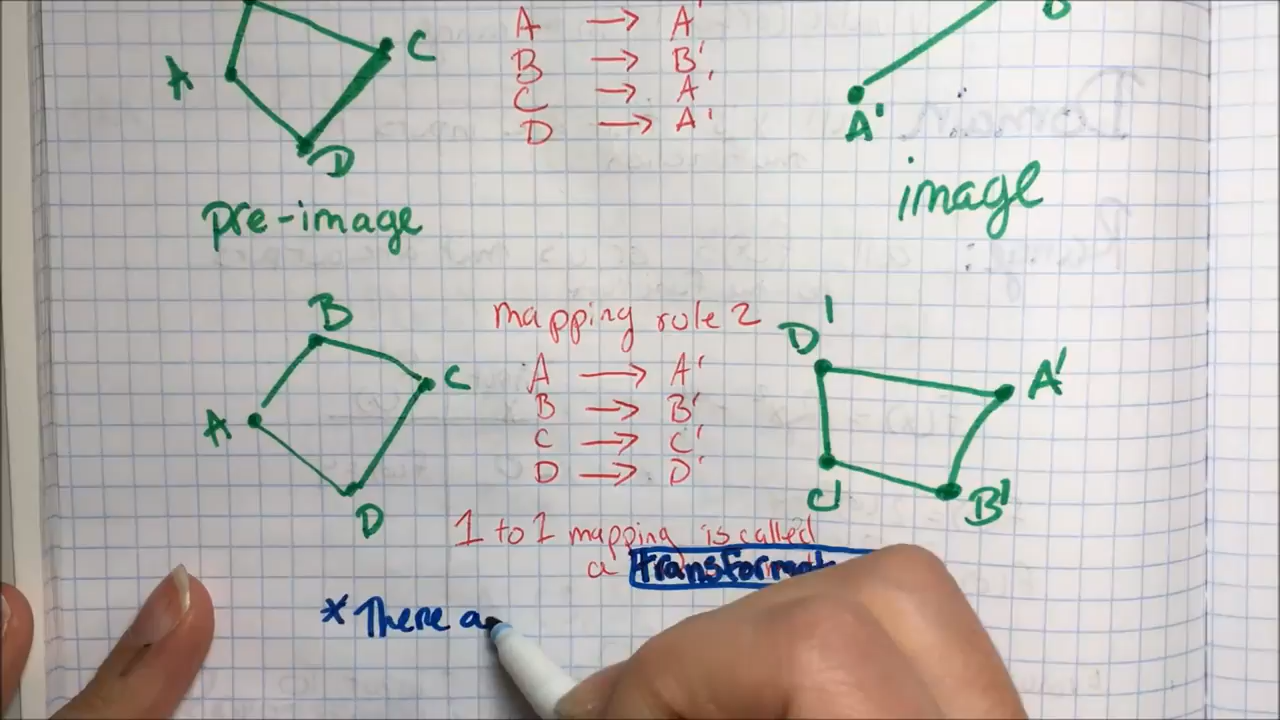 A → A'
B → B'
C → A'
D → A'
A
C
D
A'
pre-image
image
mapping rule 2
A → A'
B → B'
C → C'
D → D'
A
B
C
D
D'
A'
C'
B'
1 to 1 mapping is called
a
* There a